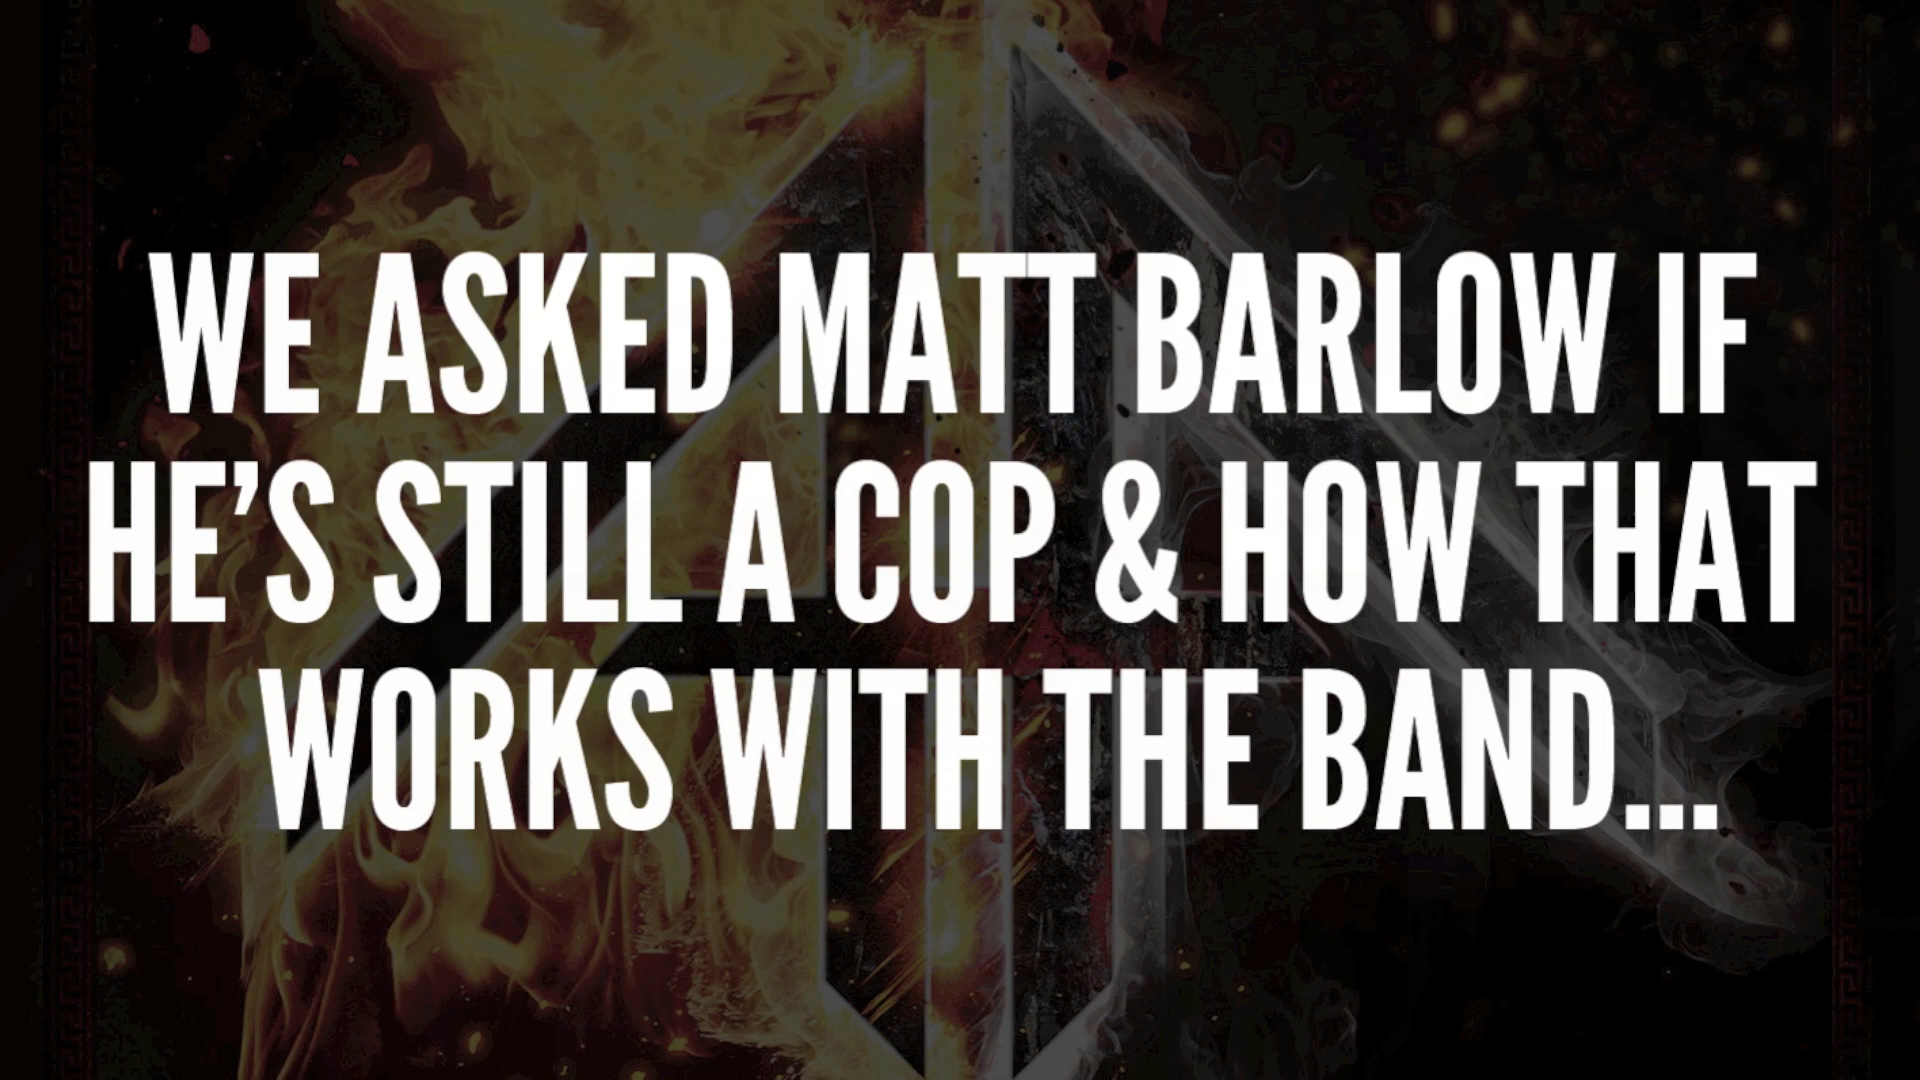 WE ASKED MATT BARLOW IF
HE’S STILL A COP & HOW THAT
WORKS WITH THE BAND...